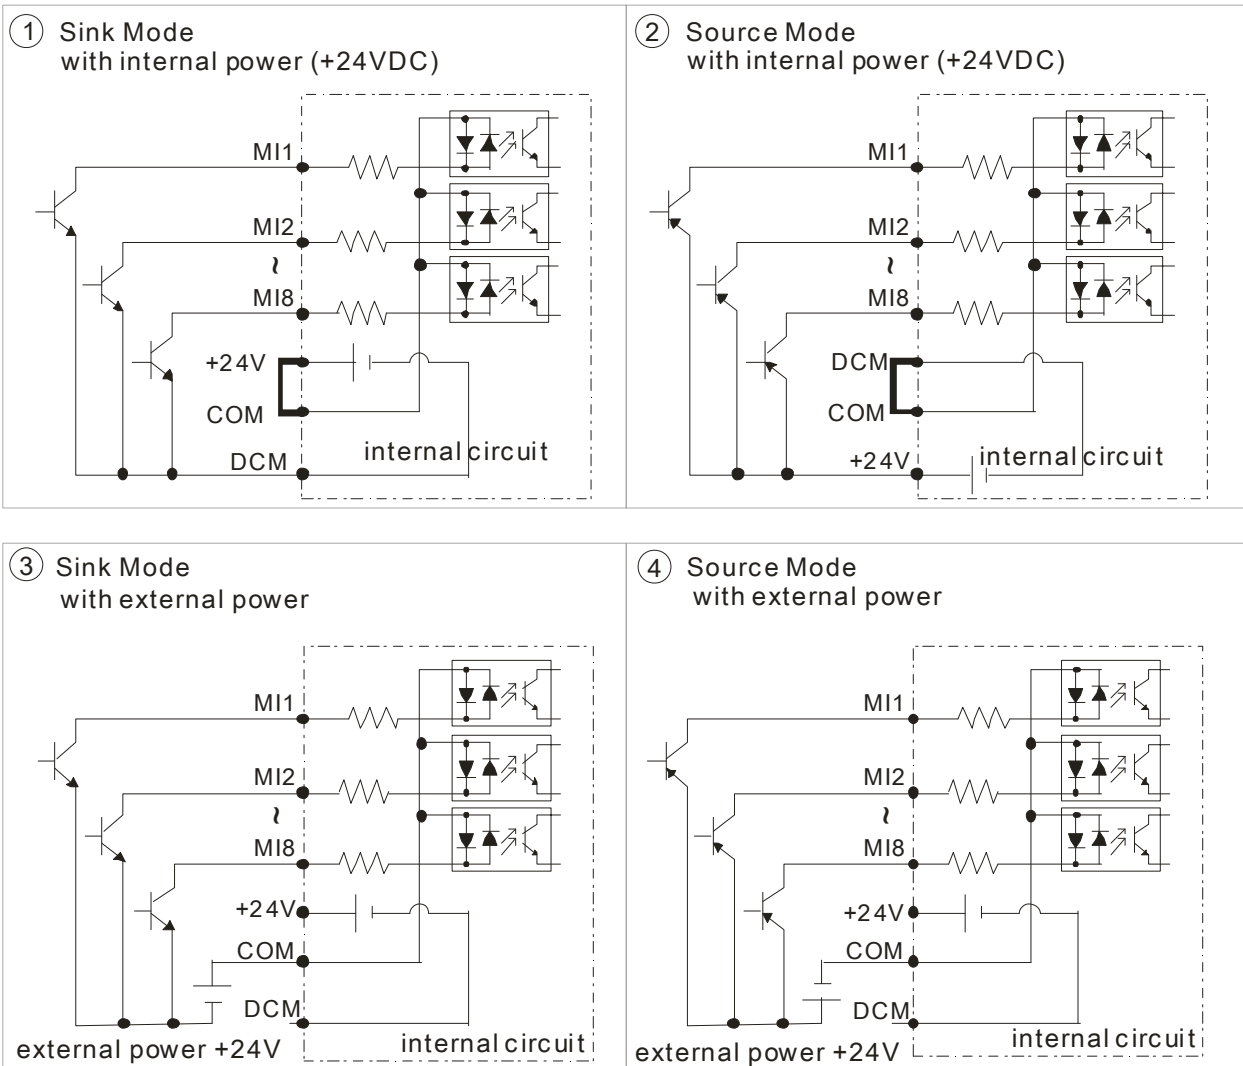 1 Sink Mode
with internal power (+24VDC)
MI1
MI2
~
MI8
+24V
COM
DCM
internal circuit
2 Source Mode
with internal power (+24VDC)
MI1
MI2
~
MI8
DCM
COM
+24V
internal circuit
3 Sink Mode
with external power
MI1
MI2
~
MI8
+24V
COM
DCM
external power +24V
internal circuit
4 Source Mode
with external power
MI1
MI2
~
MI8
+24V
COM
DCM
external power +24V
internal circuit